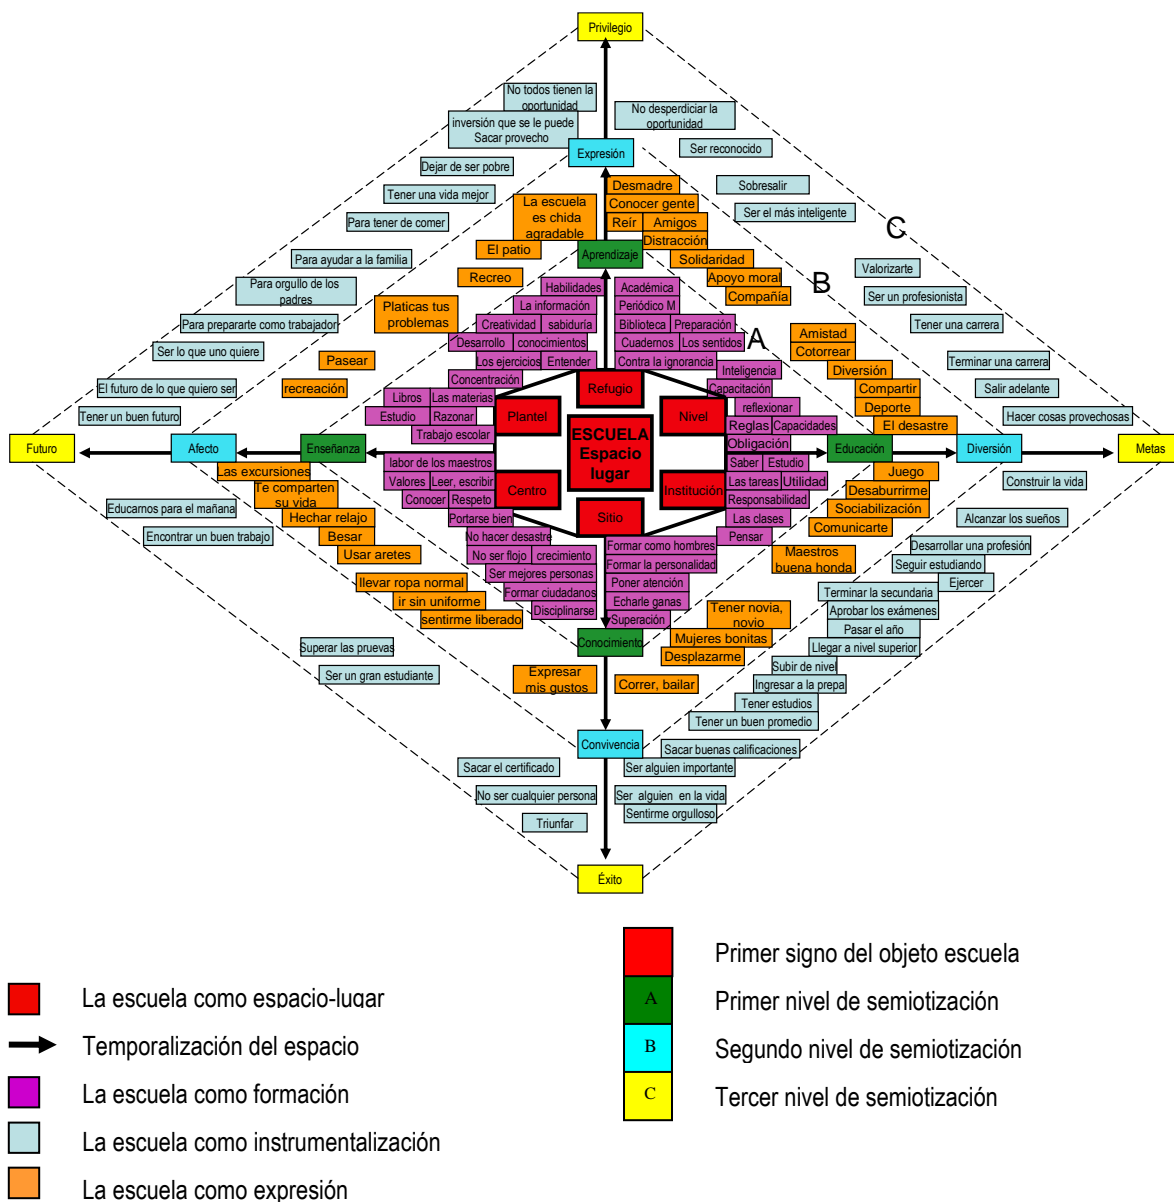 Privilegio
No todos tienen la
oportunidad
No desperdiciar la
oportunidad
inversión que se le puede
Sacar provecho
Ser reconocido
Expresión
Dejar de ser pobre
Desmadre
Sobresalir
Tener una vida mejor
La escuela
es chida
agradable
Conocer gente
Ser el más inteligente
Para tener de comer
Reír
Amigos
C
Distracción
El patio
Aprendizaje
Para ayudar a la familia
Solidaridad
Valorizarte
Recreo
Apoyo moral
B
Para orgullo de los
padres
Habilidades
Académica
Compañía
Ser un profesionista
Platicas tus
problemas
La información
Periódico M
Para prepararte como trabajador
Creatividad
sabiduría
Biblioteca
Preparación
Tener una carrera
Amistad
Desarrollo
conocimientos
Cuadernos
Los sentidos
A
Ser lo que uno quiere
Cotorrear
Pasear
Los ejercicios
Entender
Contra la ignorancia
Terminar una carrera
Diversión
Inteligencia
Concentración
El futuro de lo que quiero ser
recreación
Refugio
Capacitación
Compartir
Salir adelante
Libros
Las materias
Plantel
Nivel
reflexionar
Deporte
Tener un buen futuro
Estudio
Razonar
Reglas
Capacidades
El desastre
Hacer cosas provechosas
Trabajo escolar
ESCUELA
Espacio
lugar
Obligación
Futuro
Afecto
Enseñanza
Educación
Diversión
Metas
Las excursiones
labor de los maestros
Saber
Estudio
Juego
Te comparten
su vida
Valores
Leer, escribir
Centro
Institución
Las tareas
Utilidad
Desaburrirme
Construir la vida
Educarnos para el mañana
Conocer
Respeto
Responsabilidad
Sociabilización
Hechar relajo
Portarse bien
Sitio
Las clases
Comunicarte
Alcanzar los sueños
Encontrar un buen trabajo
Besar
No hacer desastre
Pensar
Usar aretes
No ser flojo
crecimiento
Formar como hombres
Maestros
buena honda
Desarrollar una profesión
Ser mejores personas
Formar la personalidad
Seguir estudiando
llevar ropa normal
Formar ciudadanos
Poner atención
Ejercer
ir sin uniforme
Disciplinarse
Echarle ganas
Terminar la secundaria
sentirme liberado
Superación
Tener novia,
novio
Aprobar los exámenes
Conocimiento
Mujeres bonitas
Pasar el año
Superar las pruevas
Desplazarme
Llegar a nivel superior
Ser un gran estudiante
Expresar
mis gustos
Correr, bailar
Subir de nivel
Ingresar a la prepa
Tener estudios
Tener un buen promedio
Convivencia
Sacar buenas calificaciones
Sacar el certificado
Ser alguien importante
No ser cualquier persona
Ser alguien en la vida
Sentirme orgulloso
Triunfar
Éxito
La escuela como espacio-lugar
Temporalización del espacio
La escuela como formación
La escuela como instrumentalización
La escuela como expresión
Primer signo del objeto escuela
A Primer nivel de semiotización
B Segundo nivel de semiotización
C Tercer nivel de semiotización